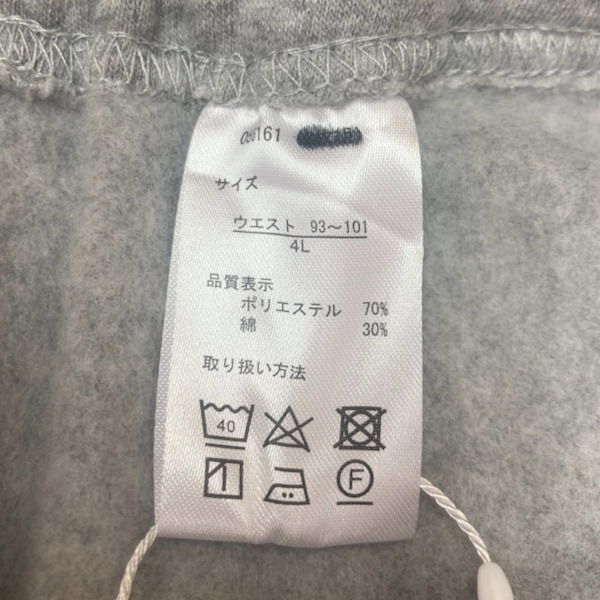 161
サイズ
ウエスト 93～101
4L
品質表示
ポリエステル 70%
綿 30%
取り扱い方法
40
F